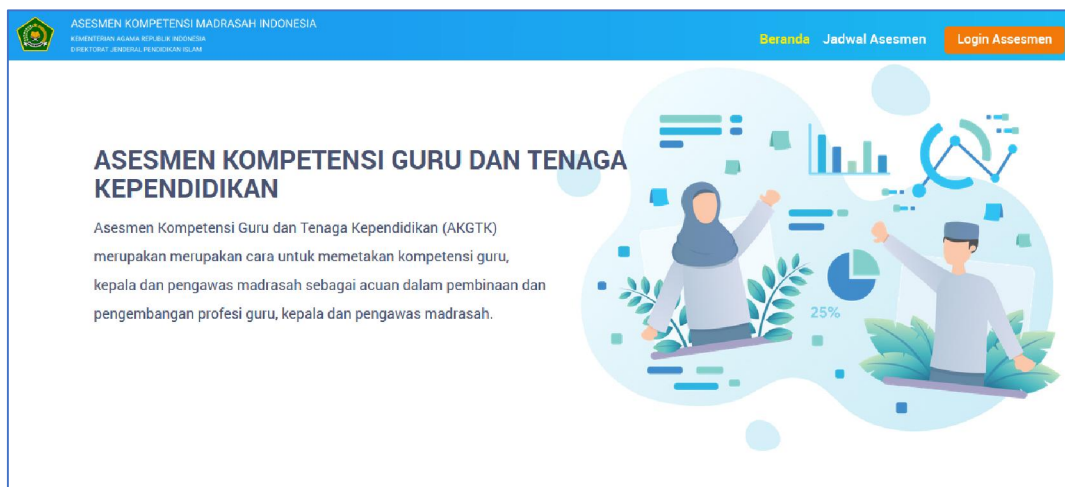 ASESMEN KOMPETENSI MADRASAH INDONESIA
KEMENTERIAN AGAMA REPUBLIK INDONESIA
DIREKTORAT JENDERAL PENDIDIKAN ISLAM
Beranda Jadwal Asesmen Login Assesmen
ASESMEN KOMPETENSI GURU DAN TENAGA
KEPENDIDIKAN
Asesmen Kompetensi Guru dan Tenaga Kependidikan (AKGTK)
merupakan merupakan cara untuk memetakan kompetensi guru,
kepala dan pengawas madrasah sebagai acuan dalam pembinaan dan
pengembangan profesi guru, kepala dan pengawas madrasah.
25%